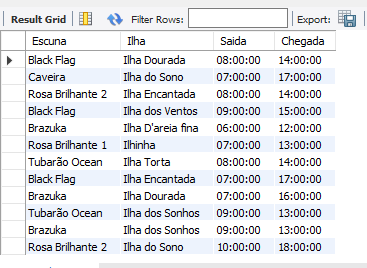 Result Grid Filter Rows: Export:
Escuna Ilha Saida Chegada
Black Flag Ilha Dourada 08:00:00 14:00:00
Caveira Ilha do Sono 07:00:00 17:00:00
Rosa Brilhante 2 Ilha Encantada 08:00:00 14:00:00
Black Flag Ilha dos Ventos 09:00:00 15:00:00
Brazuka Ilha D'areia fina 06:00:00 12:00:00
Rosa Brilhante 1 Ilhinha 07:00:00 13:00:00
Tubarão Ocean Ilha Torta 08:00:00 14:00:00
Black Flag Ilha Encantada 07:00:00 17:00:00
Brazuka Ilha Dourada 07:00:00 16:00:00
Tubarão Ocean Ilha dos Sonhos 09:00:00 13:00:00
Brazuka Ilha dos Sonhos 09:00:00 13:00:00
Rosa Brilhante 2 Ilha do Sono 10:00:00 18:00:00